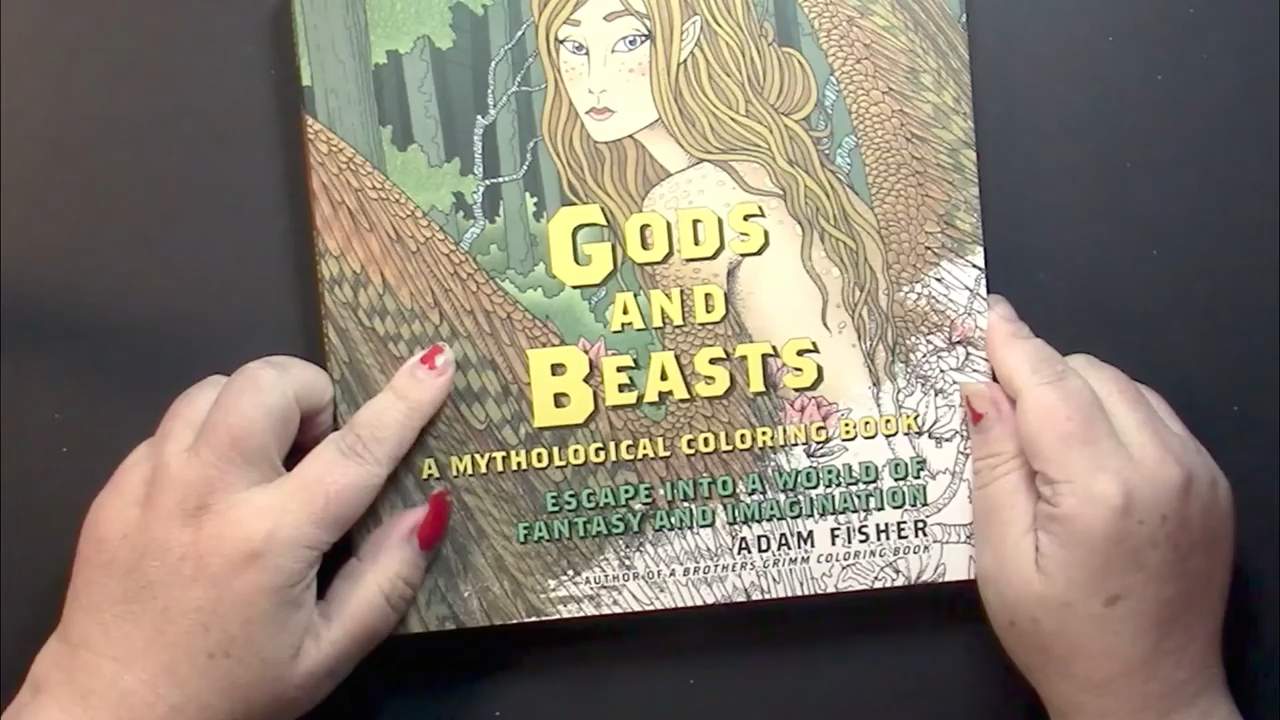 GODS
AND
BEASTS
A MYTHOLOGICAL COLORING BOOK
ESCAPE INTO A WORLD OF
FANTASY AND IMAGINATION
ADAM FISHER
AUTHOR OF A BROTHERS GRIMM COLORING BOOK